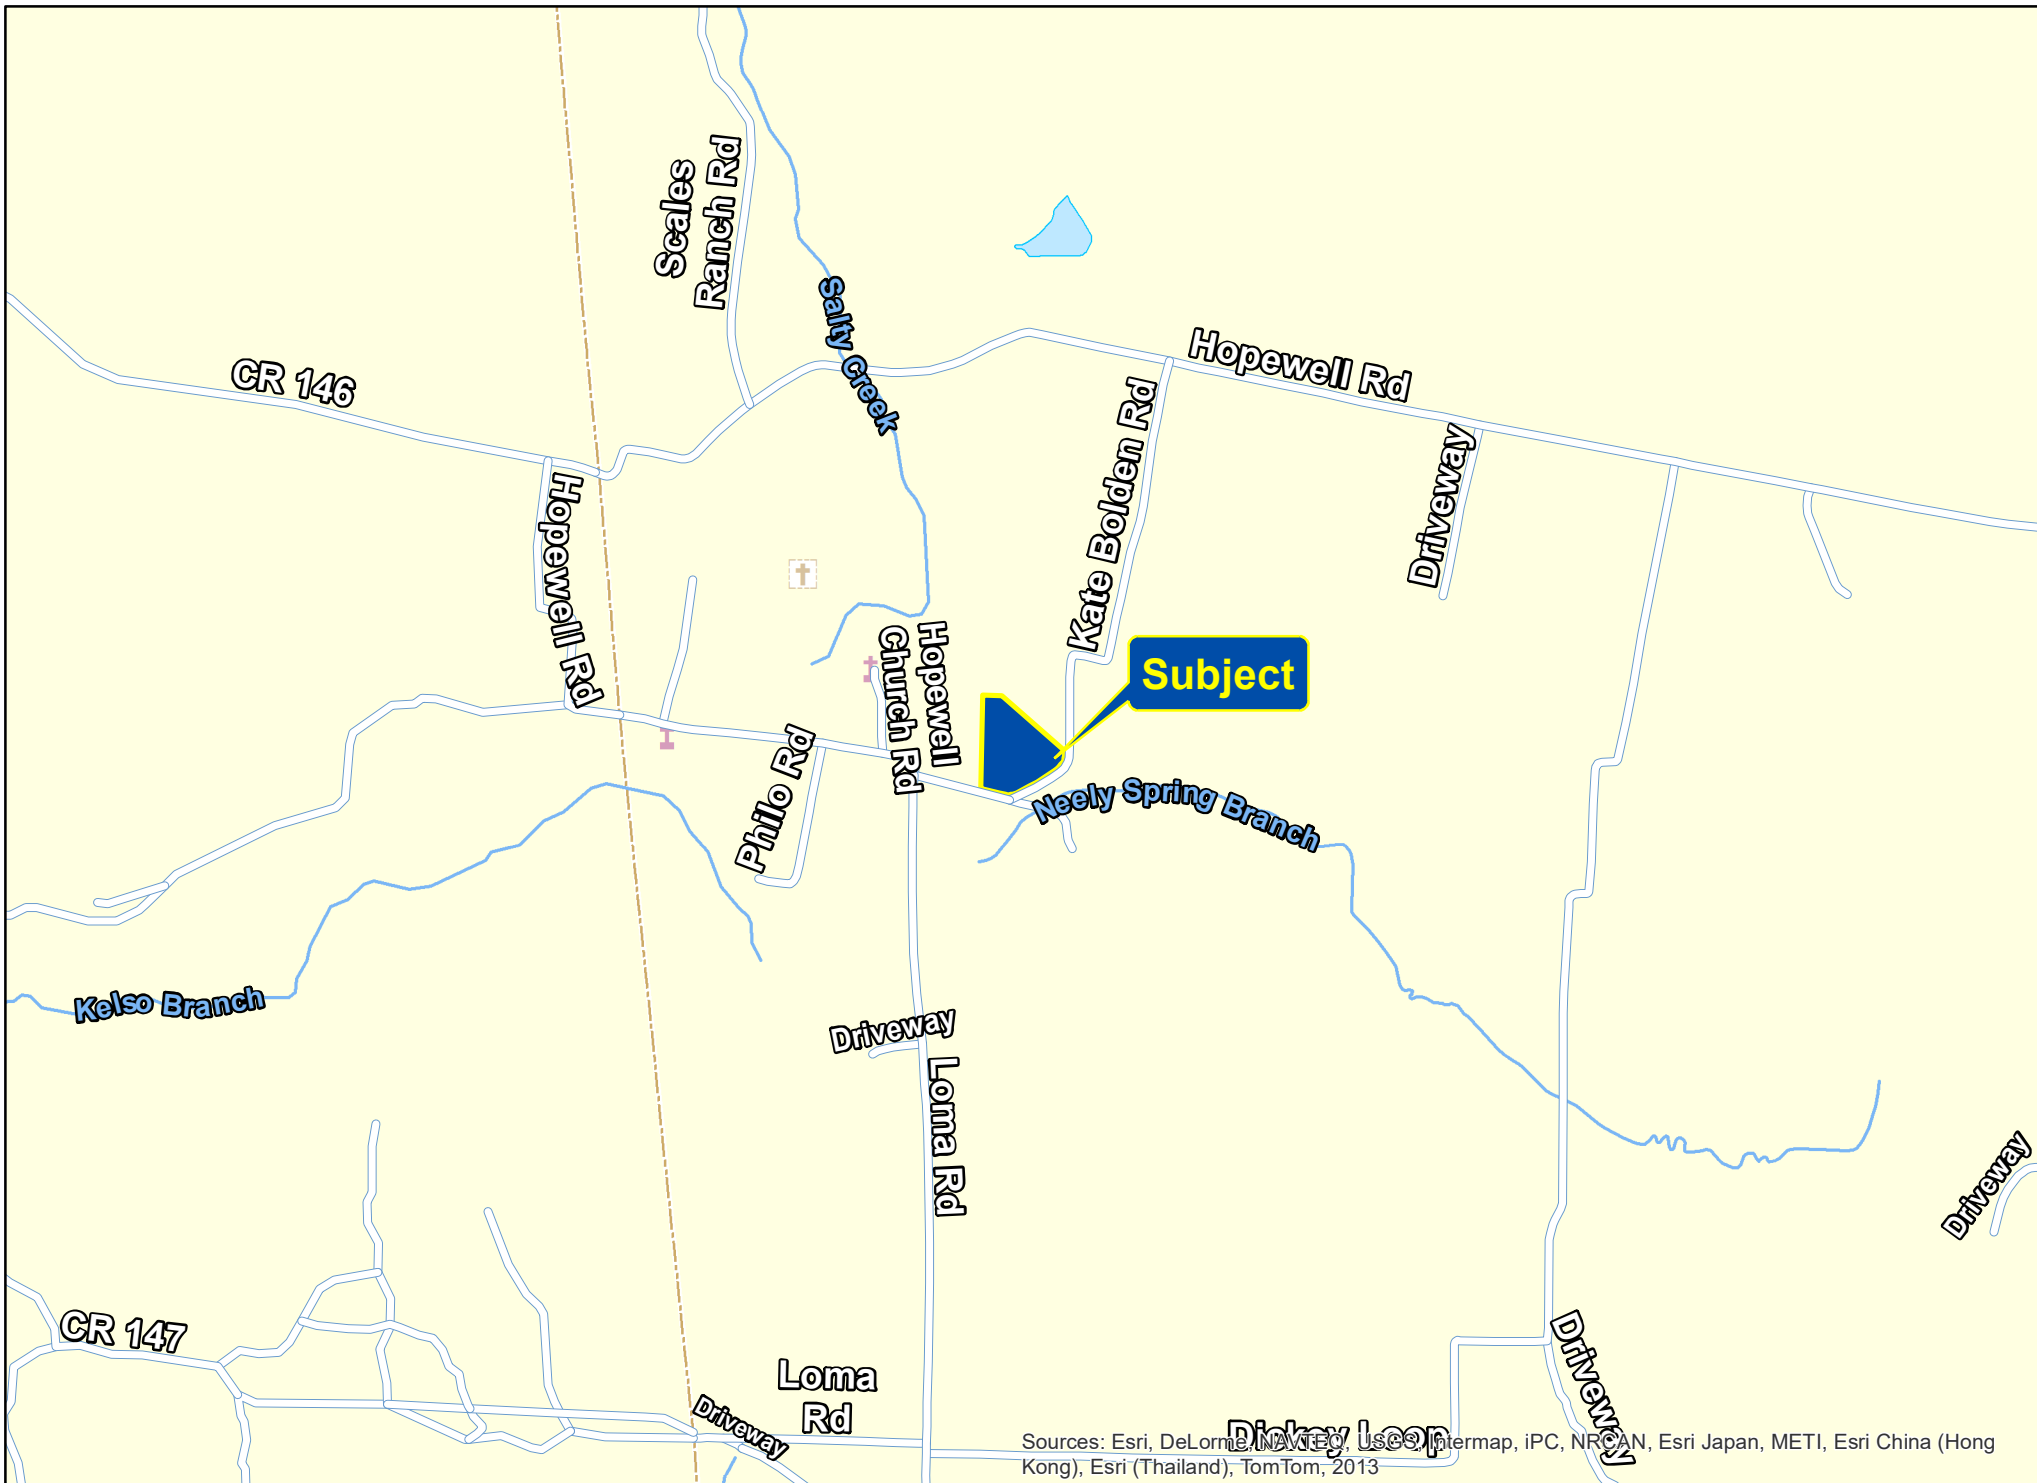 Scales
Ranch Rd
Salty Creek
Hopewell Rd
CR 146
Kate Bolden Rd
Driveway
Hopewell Rd
Hopewell
Church Rd
Subject
Philo Rd
Neely Spring Branch
Kelso Branch
Driveway
Loma Rd
Driveway
CR 147
Loma
Rd
Driveway
Driveway
Dickey Loop
Sources: Esri, DeLorme, NAVTEQ, USGS, Intermap, iPC, NRCAN, Esri Japan, METI, Esri China (Hong
Kong), Esri (Thailand), TomTom, 2013